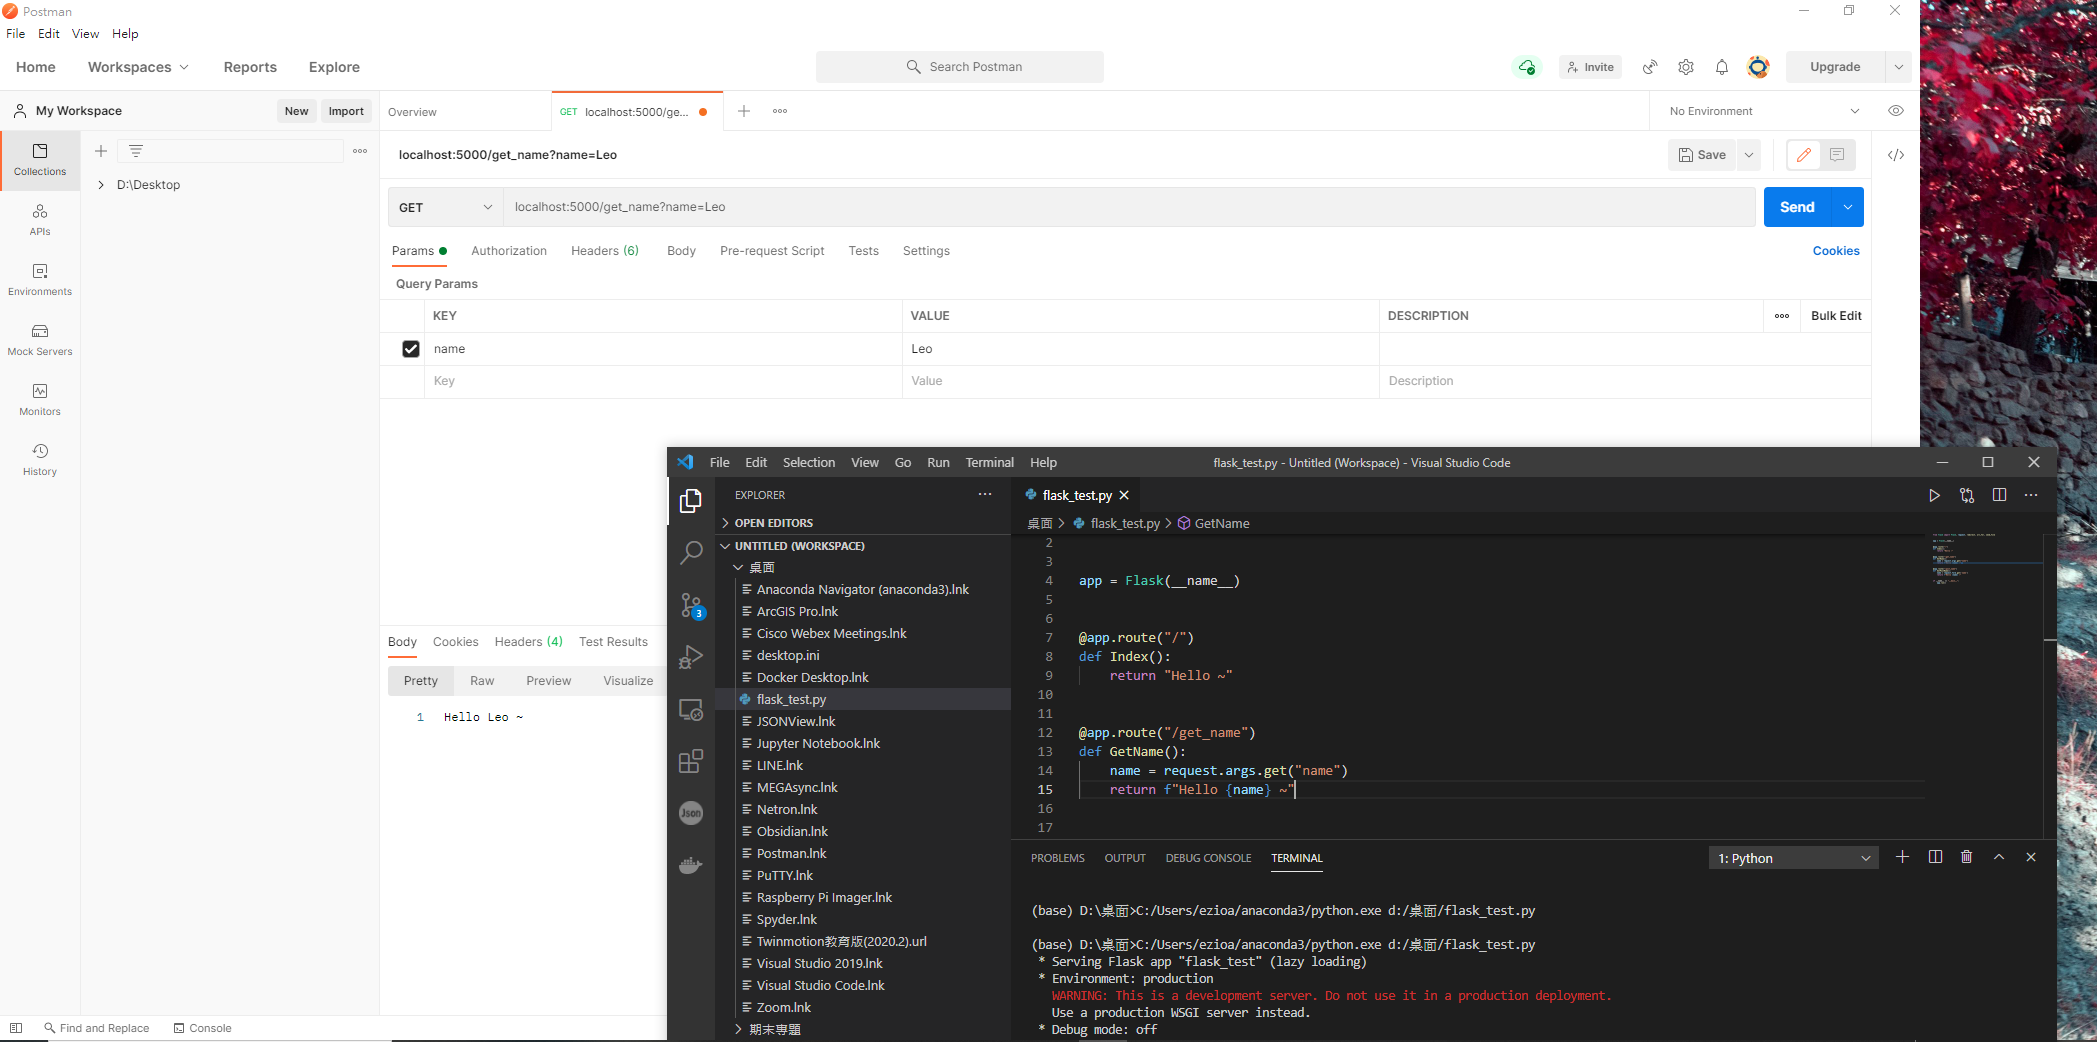 Postman
File Edit View Help
Home Workspaces Reports Explore
Search Postman
Invite
Upgrade
My Workspace
New Import
Overview
GET localhost:5000/ge...
No Environment
Collections
APIs
Environments
Mock Servers
Monitors
History
D:\Desktop
localhost:5000/get_name?name=Leo
Save
GET localhost:5000/get_name?name=Leo
Send
Params Authorization Headers (6) Body Pre-request Script Tests Settings
Cookies
Query Params
KEY VALUE DESCRIPTION
Bulk Edit
name Leo
Key Value Description
Body Cookies Headers (4) Test Results
Pretty Raw Preview Visualize
1 Hello Leo ~
Find and Replace Console
File Edit Selection View Go Run Terminal Help
flask_test.py - Untitled (Workspace) - Visual Studio Code
3
Json
EXPLORER
OPEN EDITORS
UNTITLED (WORKSPACE)
桌面
Anaconda Navigator (anaconda3).lnk
ArcGIS Pro.lnk
Cisco Webex Meetings.lnk
desktop.ini
Docker Desktop.lnk
flask_test.py
JSONView.lnk
Jupyter Notebook.lnk
LINE.lnk
MEGAsync.lnk
Netron.lnk
Obsidian.lnk
Postman.lnk
PuTTY.lnk
Raspberry Pi Imager.lnk
Spyder.lnk
Twinmotion教育版(2020.2).url
Visual Studio 2019.lnk
Visual Studio Code.lnk
Zoom.lnk
期末專題
flask_test.py
桌面 > flask_test.py > GetName
2
3
4 app = Flask(__name__)
5
6
7 @app.route("/")
8 def Index():
9 return "Hello ~"
10
11
12 @app.route("/get_name")
13 def GetName():
14 name = request.args.get("name")
15 return f"Hello {name} ~"
16
17
PROBLEMS OUTPUT DEBUG CONSOLE TERMINAL
1: Python
(base) D:\桌面>C:/Users/ezioa/anaconda3/python.exe d:/桌面/flask_test.py
(base) D:\桌面>C:/Users/ezioa/anaconda3/python.exe d:/桌面/flask_test.py
* Serving Flask app "flask_test" (lazy loading)
* Environment: production
WARNING: This is a development server. Do not use it in a production deployment.
Use a production WSGI server instead.
* Debug mode: off